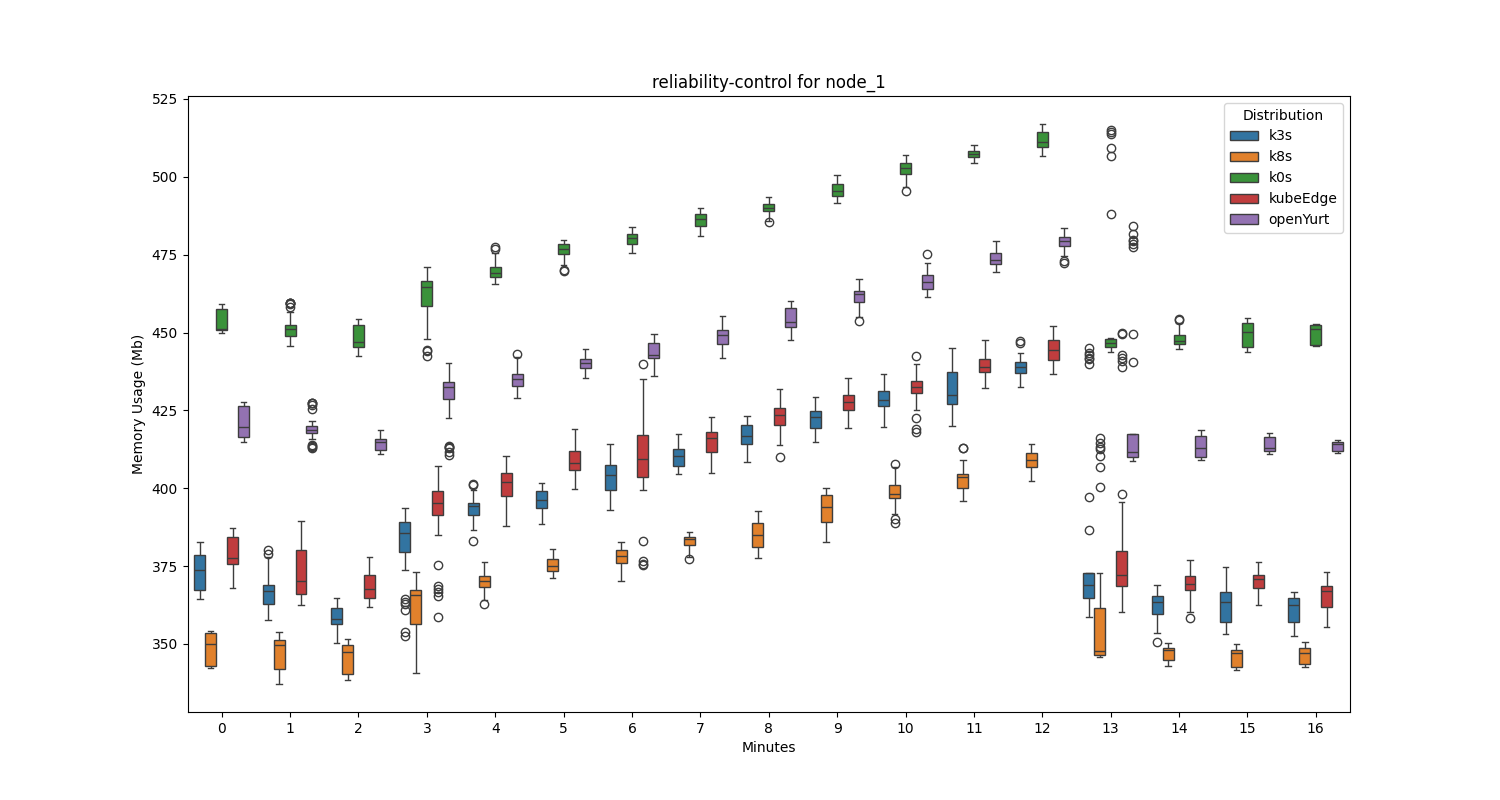 reliability-control for node_1
Distribution
k3s
k8s
k0s
kubeEdge
openYurt
Memory Usage (Mb)
525
500
475
450
425
400
375
350
0 1 2 3 4 5 6 7 8 9 10 11 12 13 14 15 16
Minutes